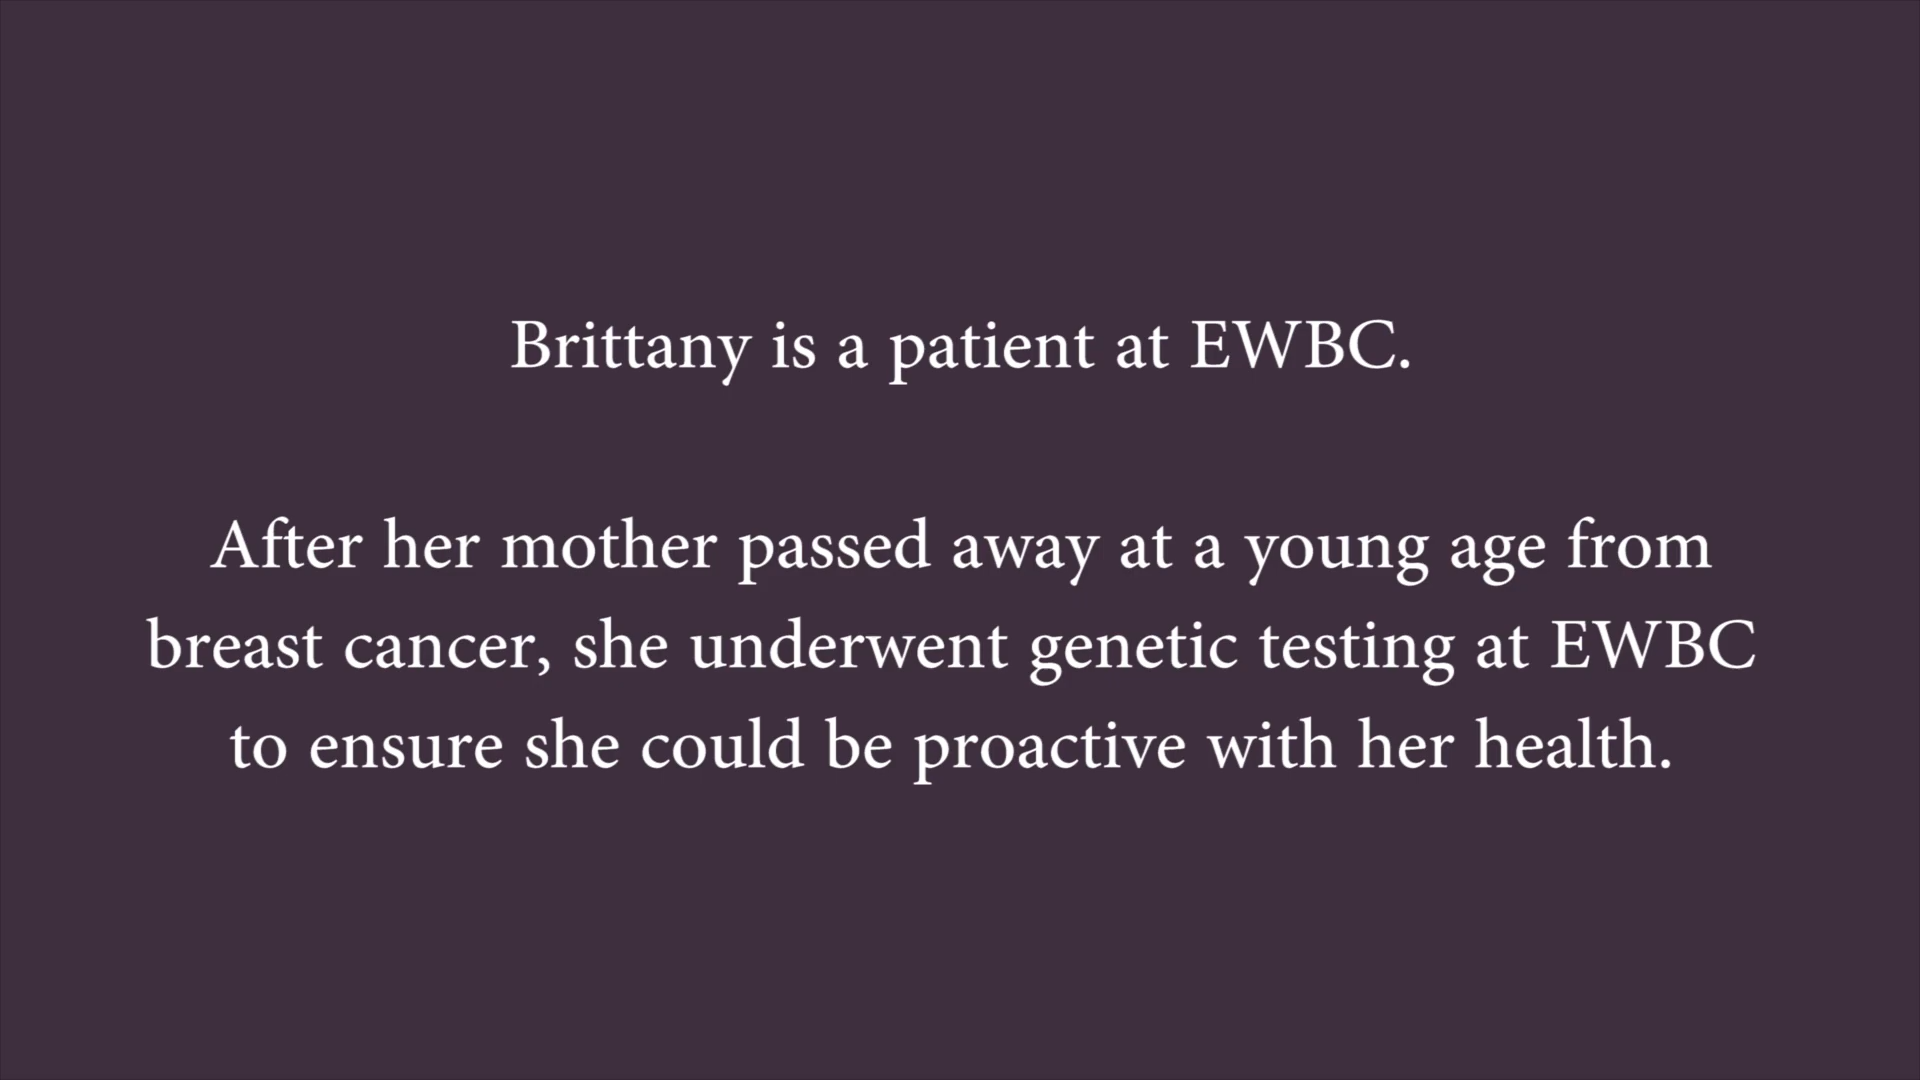 Brittany is a patient at EWBC.
After her mother passed away at a young age from
breast cancer, she underwent genetic testing at EWBC
to ensure she could be proactive with her health.